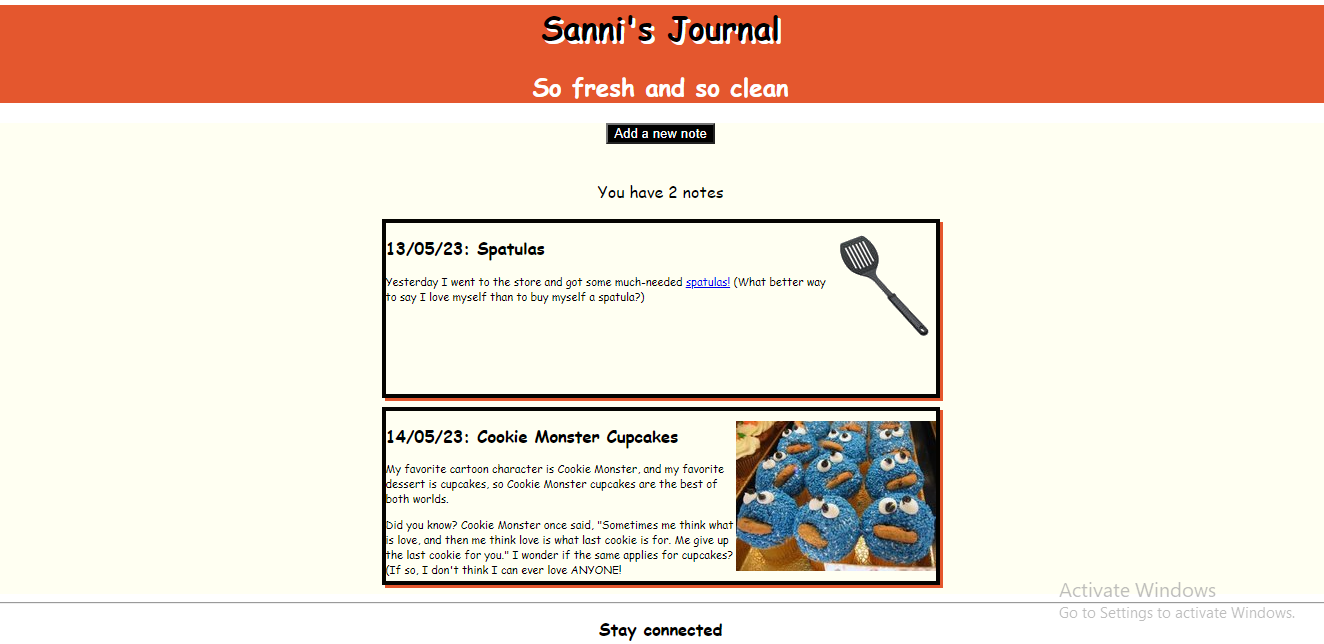 Sanni's Journal
So fresh and so clean
Add a new note
You have 2 notes
13/05/23: Spatulas
Yesterday I went to the store and got some much-needed spatulas! (What better way
to say I love myself than to buy myself a spatula?)
14/05/23: Cookie Monster Cupcakes
My favorite cartoon character is Cookie Monster, and my favorite
dessert is cupcakes, so Cookie Monster cupcakes are the best of
both worlds.
Did you know? Cookie Monster once said, "Sometimes me think what
is love, and then me think love is what last cookie is for. Me give up
the last cookie for you." I wonder if the same applies for cupcakes?
(If so, I don't think I can ever love ANYONE!
Activate Windows
Go to Settings to activate Windows.
Stay connected